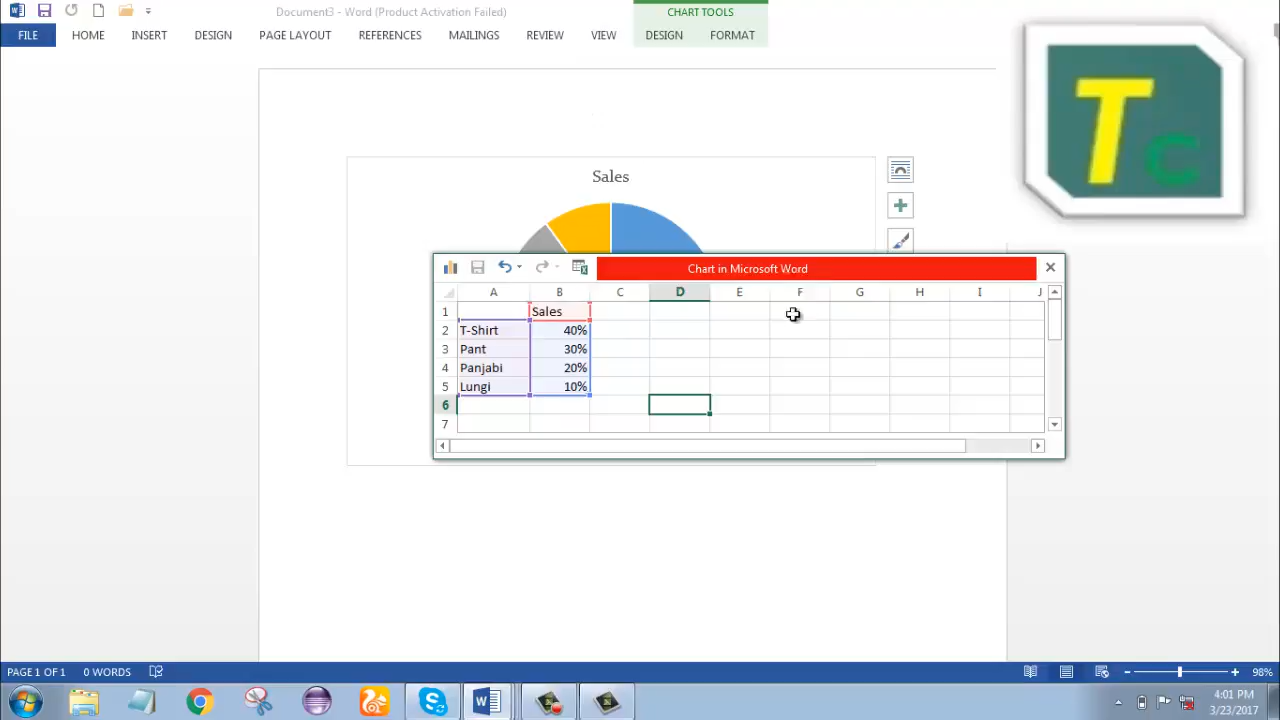 Document3 - Word (Product Activation Failed)
CHART TOOLS
FILE HOME INSERT DESIGN PAGE LAYOUT REFERENCES MAILINGS REVIEW VIEW DESIGN FORMAT
TC
Sales
Chart in Microsoft Word
A B C D E F G H I J
1 Sales
2 T-Shirt 40%
3 Pant 30%
4 Panjabi 20%
5 Lungi 10%
6
7
PAGE 1 OF 1 0 WORDS 98%
4:01 PM
3/23/2017